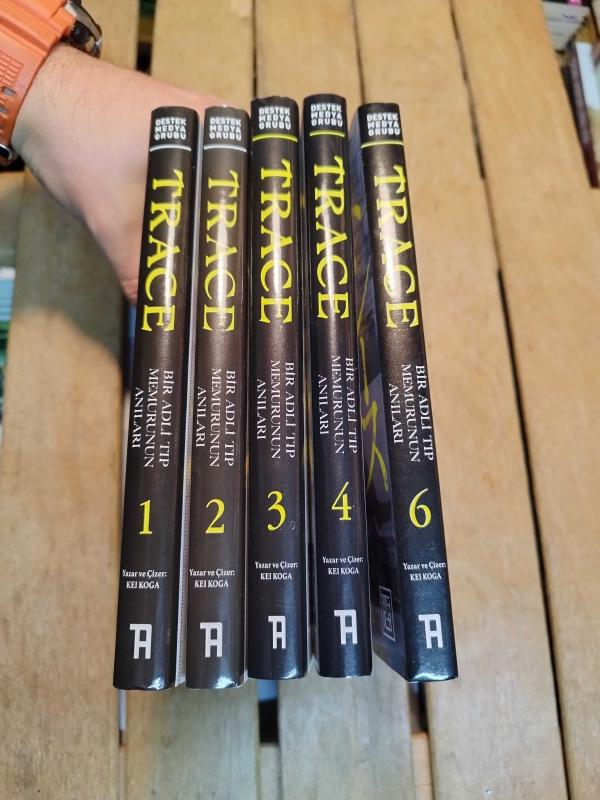 DESTEK
MEDYA
GRUBU
TRACE
BİR ADLİ TIP
MEMURUNUN
ANILARI
1
Yazar ve Çizer:
KEI KOGA
DESTEK
MEDYA
GRUBU
TRACE
BİR ADLİ TIP
MEMURUNUN
ANILARI
2
Yazar ve Çizer:
KEI KOGA
DESTEK
MEDYA
GRUBU
TRACE
BİR ADLİ TIP
MEMURUNUN
ANILARI
3
Yazar ve Çizer:
KEI KOGA
DESTEK
MEDYA
GRUBU
TRACE
BİR ADLİ TIP
MEMURUNUN
ANILARI
4
Yazar ve Çizer:
KEI KOGA
DESTEK
MEDYA
GRUBU
TRACE
BİR ADLİ TIP
MEMURUNUN
ANILARI
6
Yazar ve Çizer:
KEI KOGA